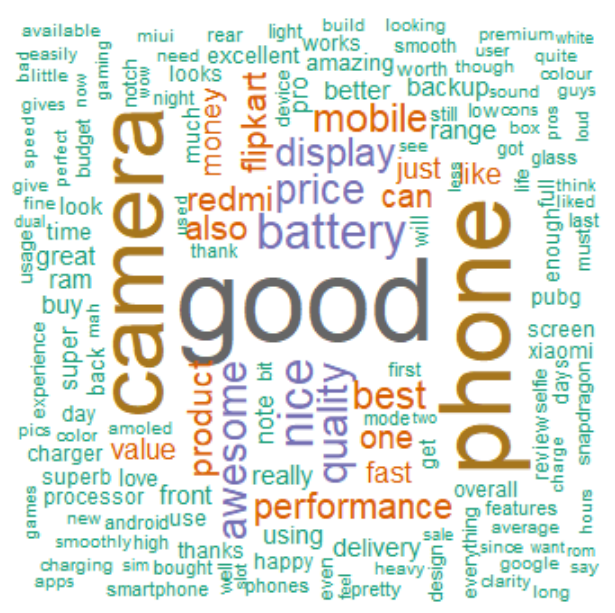 available
miui
rear
light
build
looking
premium
white
bad
easily
gaming
need
excellent
works
smooth
user
quite
little
now
notch
wow
looks
amazing
worth
though
colour
gives
night
device
pro
better
backup
sound
guys
speed
perfect
budget
camera
much
money
flipkart
mobile
still
low
cons
range
box
pros
loud
display
see
got
glass
give
just
less
like
life
think
fine
look
used
redmi
price
can
liked
dual
time
also
battery
will
phone
enough
full
last
usage
great
thank
must
ram
good
buy
mah
pubg
experience
super
back
screen
xiaomi
product
awesome
nice
bit
quality
first
best
days
snapdragon
day
note
mode
two
selfie
review
pics
color
amoled
one
get
charger
value
fast
charge
superb
love
really
overall
processor
front
performance
features
hours
games
new
android
use
using
sale
average
smoothly
high
thanks
delivery
design
everything
since
want
rom
charging
sim
bought
well
slot
happy
even
heavy
google
say
apps
smartphone
phones
feel
pretty
clarity
long